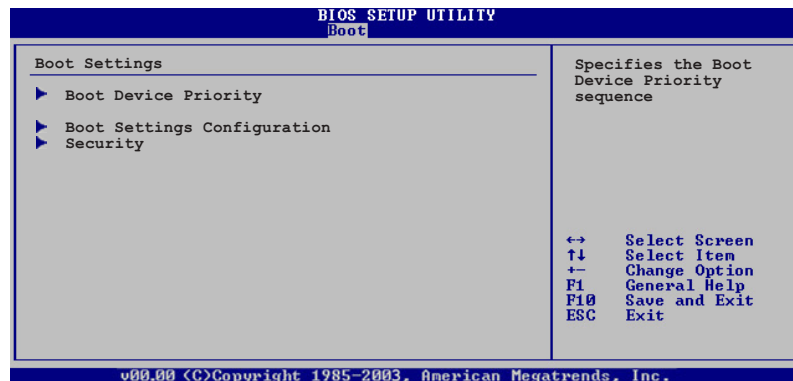 BIOS SETUP UTILITY
Boot
Boot Settings
Boot Device Priority
Boot Settings Configuration
Security
Specifies the Boot
Device Priority
sequence
←→ Select Screen
↑↓ Select Item
+- Change Option
F1 General Help
F10 Save and Exit
ESC Exit
v00.00 (C)Copyright 1985-2003, American Megatrends, Inc.